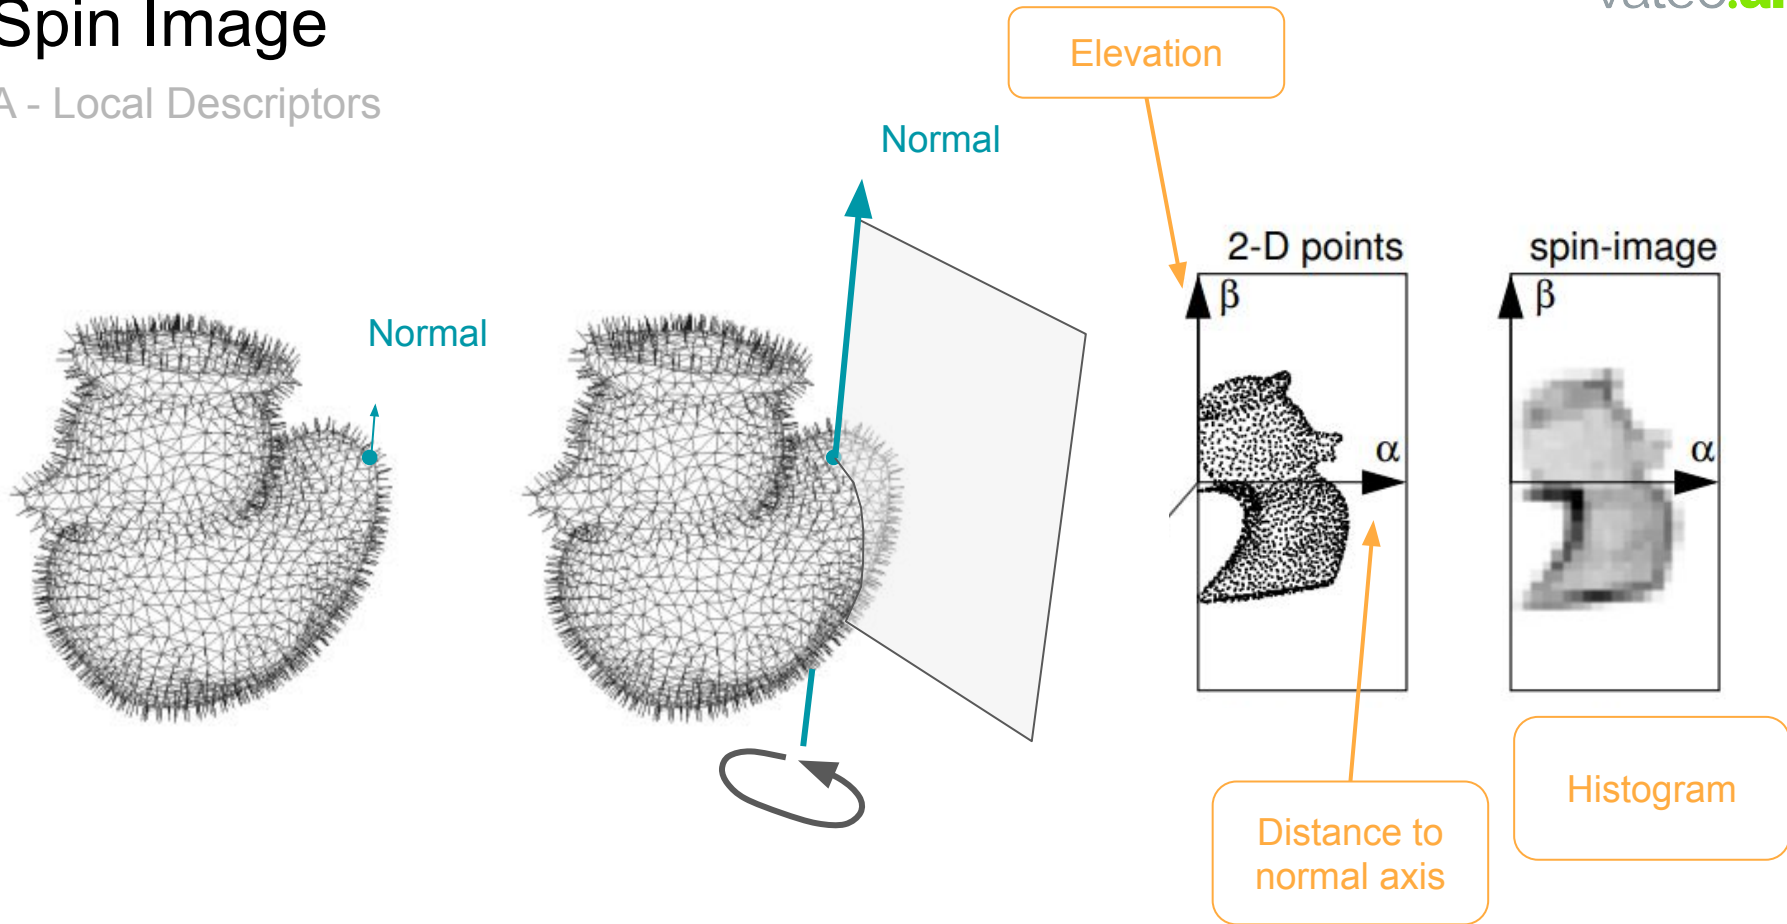 Spin Image
A - Local Descriptors
Elevation
Normal
Normal
2-D points
spin-image
β
β
α
α
Distance to
normal axis
Histogram